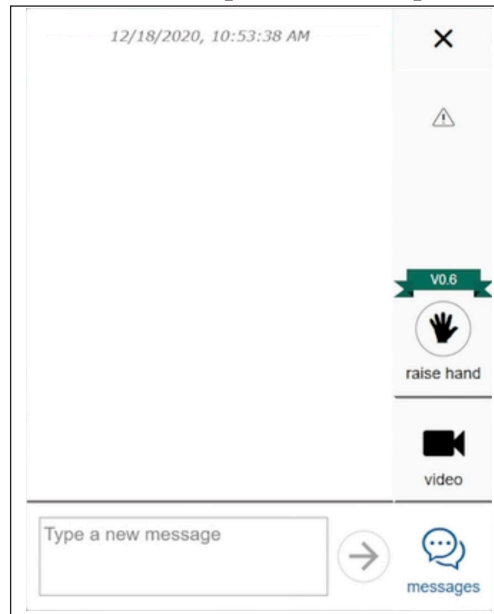 12/18/2020, 10:53:38 AM
V0.6
raise hand
video
Type a new message
messages